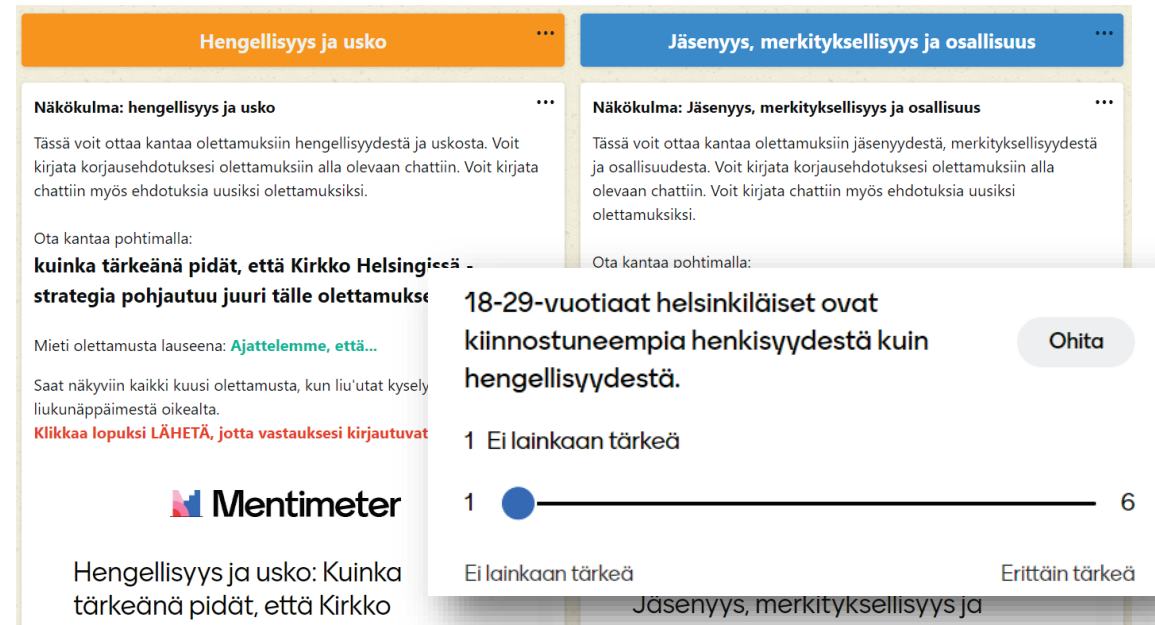 Hengellisyys ja usko
Näkökulma: hengellisyys ja usko
Tässä voit ottaa kantaa olettamuksiin hengellisyydestä ja uskosta. Voit
kirjata korjausehdotuksesi olettamuksiin alla olevaan chattiin. Voit kirjata
chattiin myös ehdotuksia uusiksi olettamuksiksi.
Ota kantaa pohtimalla:
kuinka tärkeänä pidät, että Kirkko Helsingissä -
strategia pohjautuu juuri tälle
Mieti olettamusta lauseena: Ajattelemme, että...
Saat näkyviin kaikki kuusi olettamusta, kun liu'utat
liukunäppäimestä oikealta.
Klikkaa lopuksi LÄHETÄ, jotta vastauksesi kirjautuvat
Mentimeter
Hengellisyys ja usko: Kuinka
tärkeänä pidät, että Kirkko
Jäsenyys, merkityksellisyys ja osallisuus
Näkökulma: Jäsenyys, merkityksellisyys ja osallisuus
Tässä voit ottaa kantaa olettamuksiin jäsenyydestä, merkityksellisyydestä
ja osallisuudesta. Voit kirjata korjausehdotuksesi olettamuksiin alla
olevaan chattiin. Voit kirjata chattiin myös ehdotuksia uusiksi
olettamuksiksi.
Ota kantaa pohtimalla:
18-29-vuotiaat helsinkiläiset ovat
kiinnostuneempia henkisyydestä kuin
hengellisyydestä.
Ohita
1 Ei lainkaan tärkeä
1 6
Ei lainkaan tärkeä Erittäin tärkeä
Jäsenyys, merkityksellisyys ja